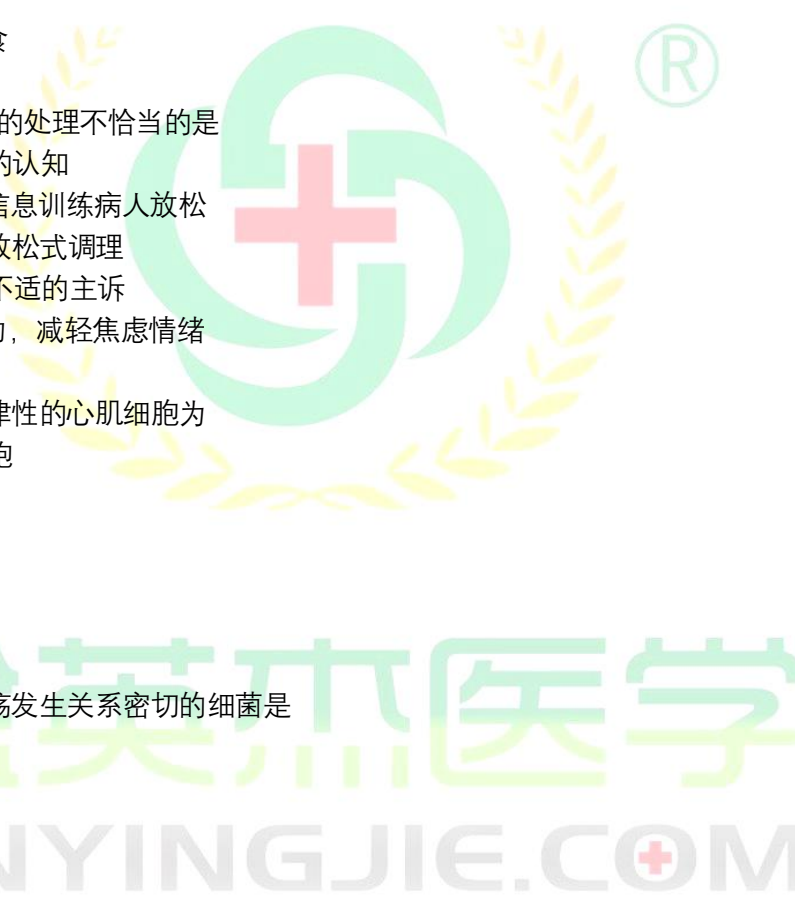 食
®
的处理不恰当的是
的认知
信息训练病人放松
放松式调理
不适的主诉
，减轻焦虑情绪
律性的心肌细胞为
胞
疡发生关系密切的细菌是
英杰医学
NYINGJIE.COM